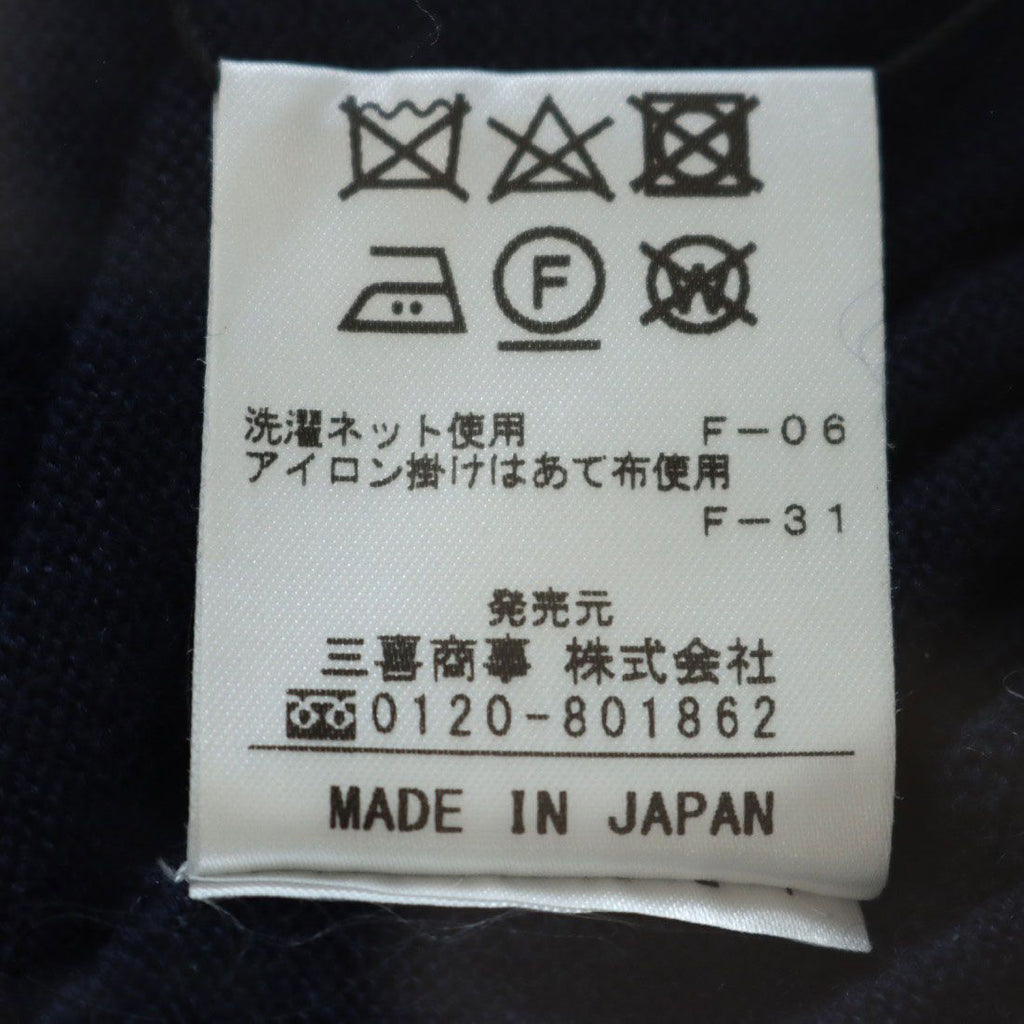 F
W
洗濯ネット使用 F-06
アイロン掛けはあて布使用
F-31
発売元
三喜商事 株式会社
0120-801862
MADE IN JAPAN